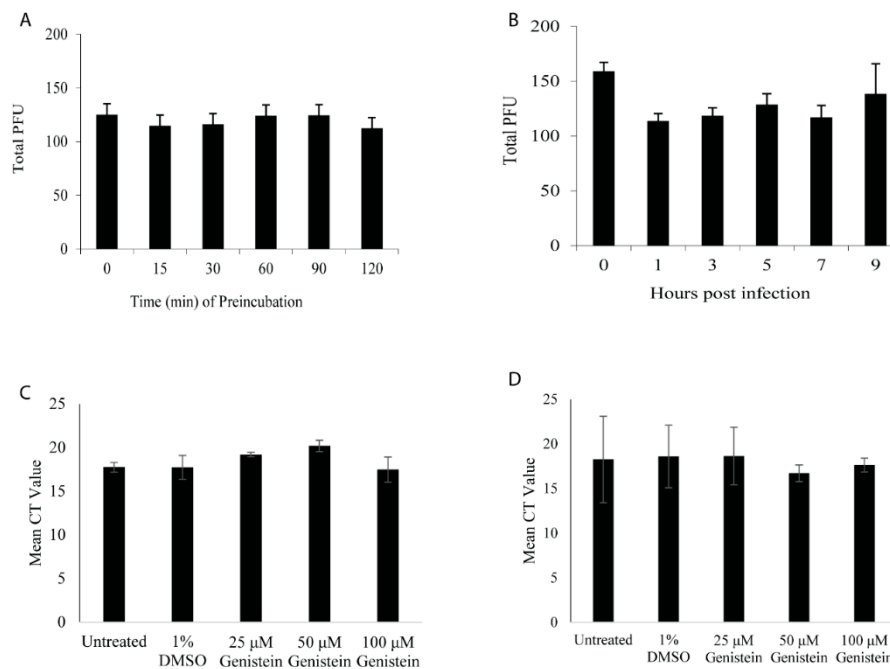 A
200
150
100
50
0
Total PFU
0 15 30 60 90 120
Time (min) of Preincubation
B
200
150
100
50
0
Total PFU
0 1 3 5 7 9
Hours post infection
C
25
20
15
10
5
0
Mean CT Value
Untreated 1% 25 µM 50 µM 100 µM
DMSO Genistein Genistein Genistein
D
25
20
15
10
5
0
Mean CT Value
Untreated 1% 25 µM 50 µM 100 µM
DMSO Genistein Genistein Genistein